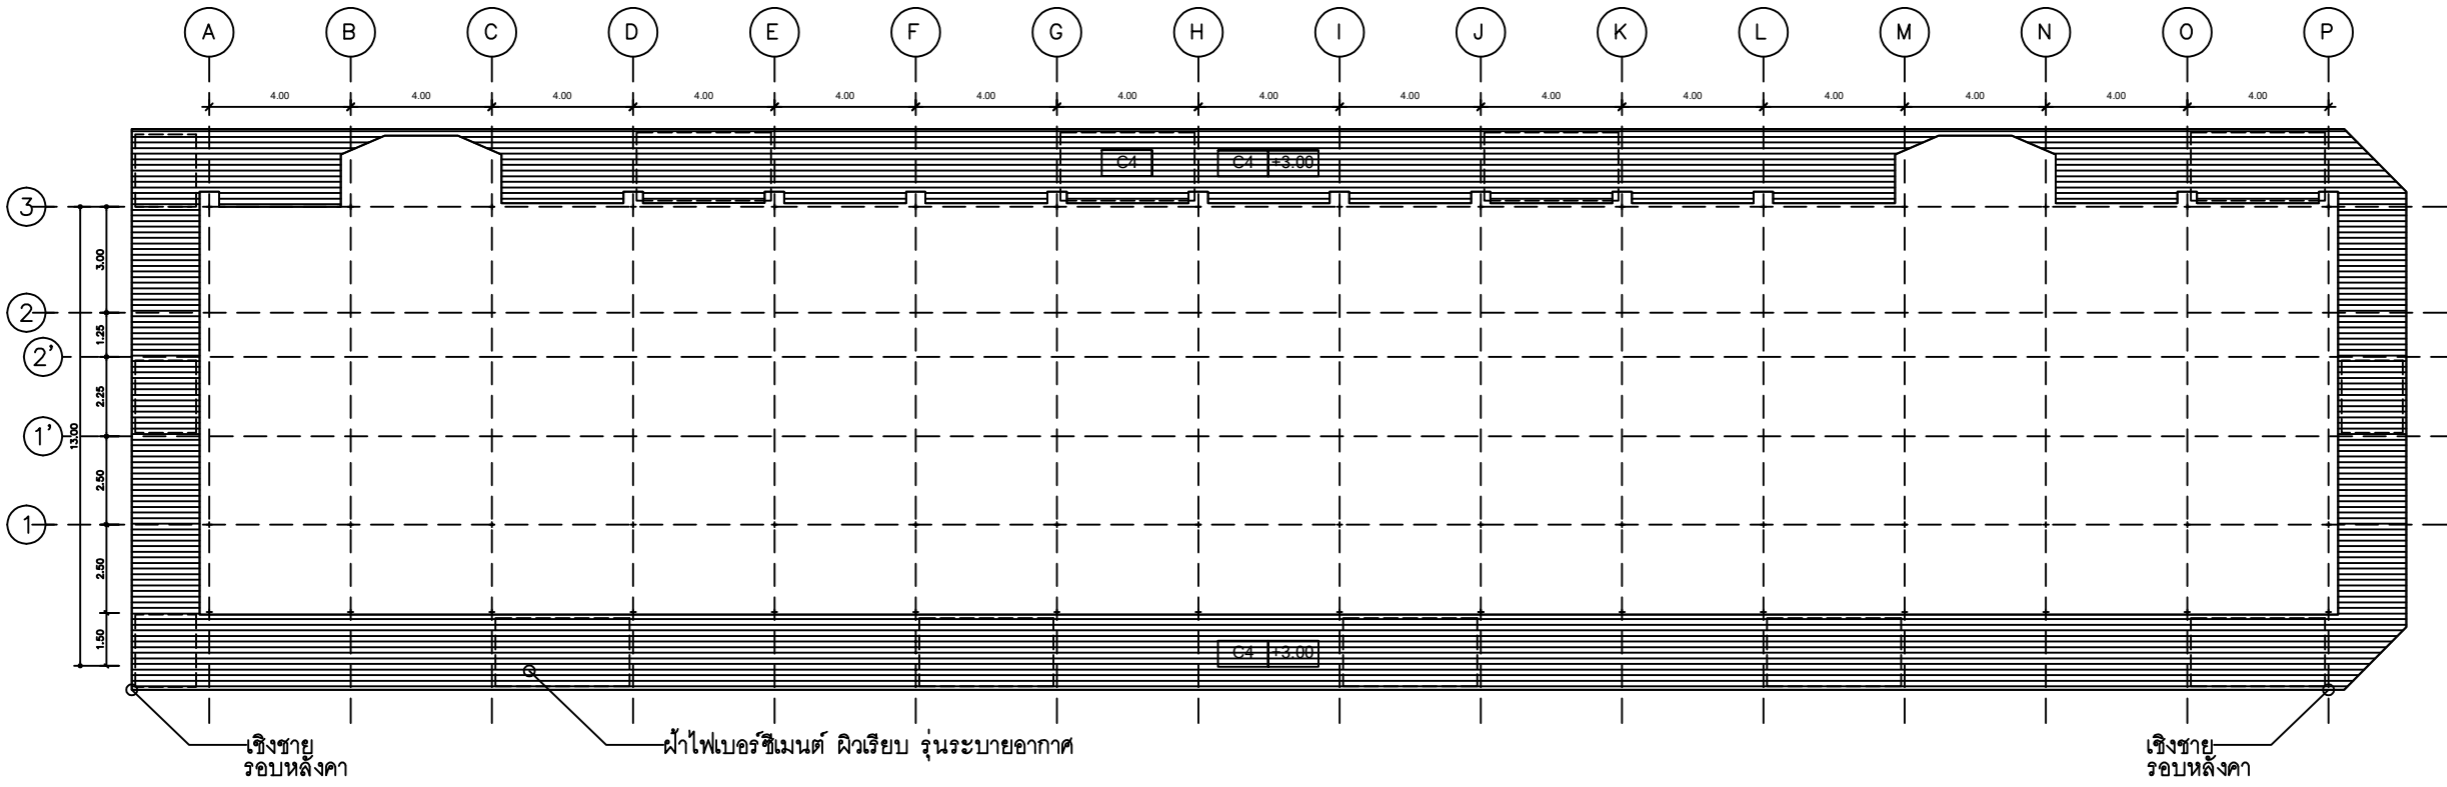 A B C D E F G H I J K L M N O P
4.00 4.00 4.00 4.00 4.00 4.00 4.00 4.00 4.00 4.00 4.00 4.00 4.00 4.00 4.00
C4 C4 +3.00
3
3.00
2
1.25
2'
2.25
1'
13.00
2.50
1
2.50
1.50
C4 +3.00
เชิงชาย
รอบหลังคา
ฝ้าไฟเบอร์ซีเมนต์ ผิวเรียบ รุ่นระบายอากาศ
เชิงชาย
รอบหลังคา